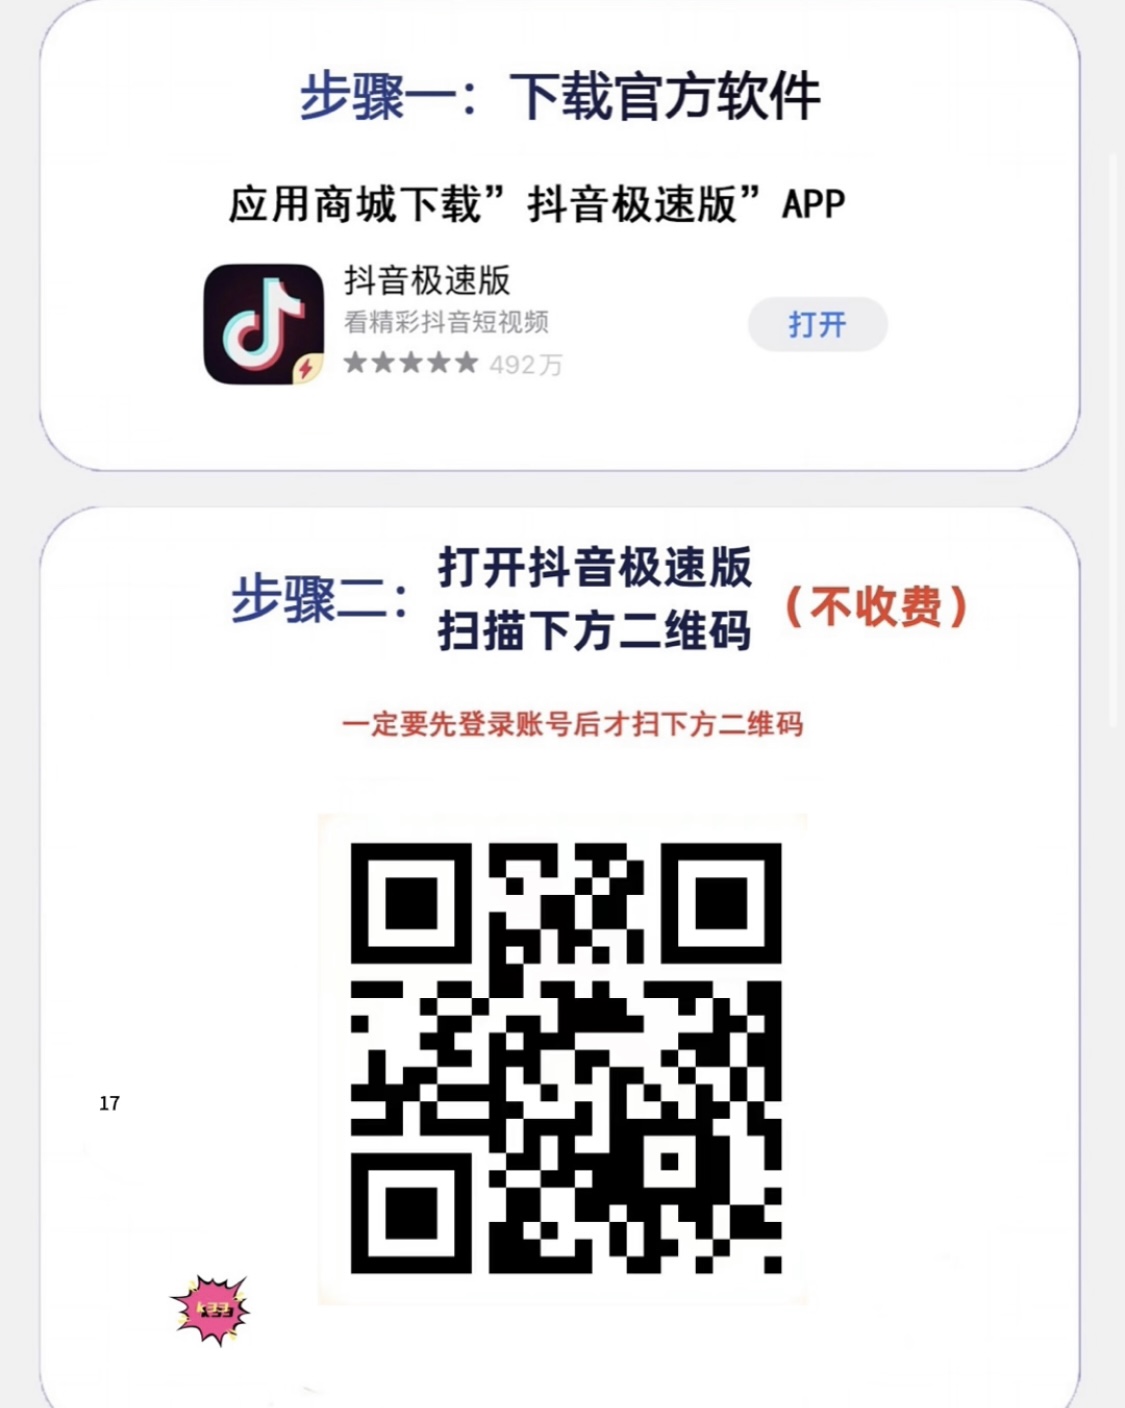 步骤一：下载官方软件
应用商城下载”抖音极速版”APP
抖音极速版
看精彩抖音短视频
492万
打开
步骤二：
打开抖音极速版
扫描下方二维码
（不收费）
一定要先登录账号后才扫下方二维码
17
k33